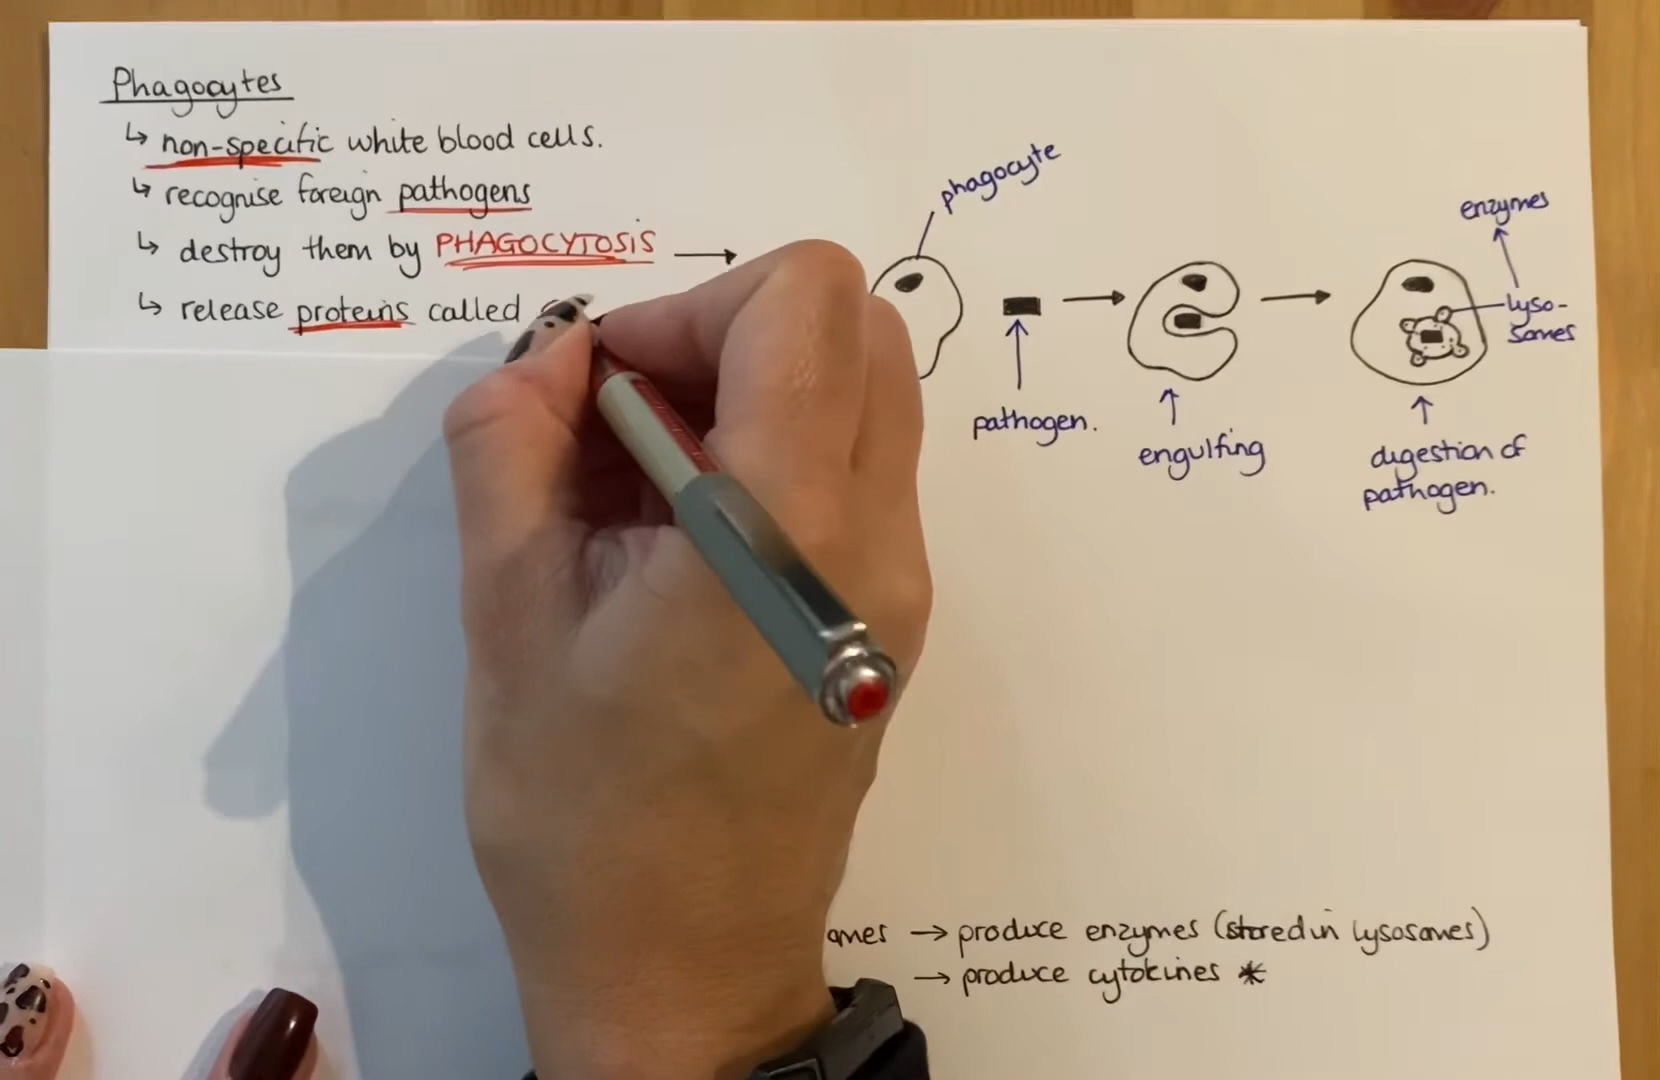 Phagocytes
↳ non-specific white blood cells.
↳ recognise foreign pathogens
↳ destroy them by PHAGOCYTOSIS →
↳ release proteins called
phagocyte
pathogen.
engulfing
enzymes
lyso-
somes
digestion of
pathogen.
→ produce enzymes (stored in lysosomes)
→ produce cytokines *